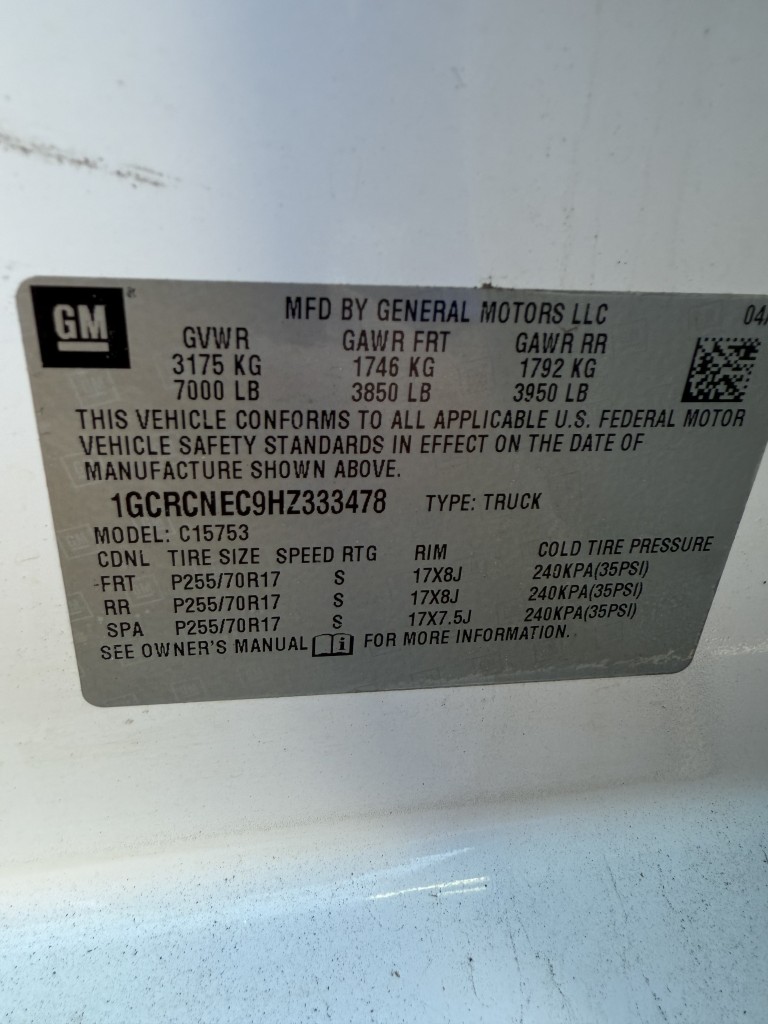 GM
MFD BY GENERAL MOTORS LLC 04/
GVWR GAWR FRT GAWR RR
3175 KG 1746 KG 1792 KG
7000 LB 3850 LB 3950 LB
THIS VEHICLE CONFORMS TO ALL APPLICABLE U.S. FEDERAL MOTOR
VEHICLE SAFETY STANDARDS IN EFFECT ON THE DATE OF
MANUFACTURE SHOWN ABOVE.
1GCRCNEC9HZ333478 TYPE: TRUCK
MODEL: C15753
CDNL TIRE SIZE SPEED RTG RIM COLD TIRE PRESSURE
FRT P255/70R17 S 17X8J 240KPA(35PSI)
RR P255/70R17 S 17X8J 240KPA(35PSI)
SPA P255/70R17 S 17X7.5J 240KPA(35PSI)
SEE OWNER'S MANUAL i FOR MORE INFORMATION.